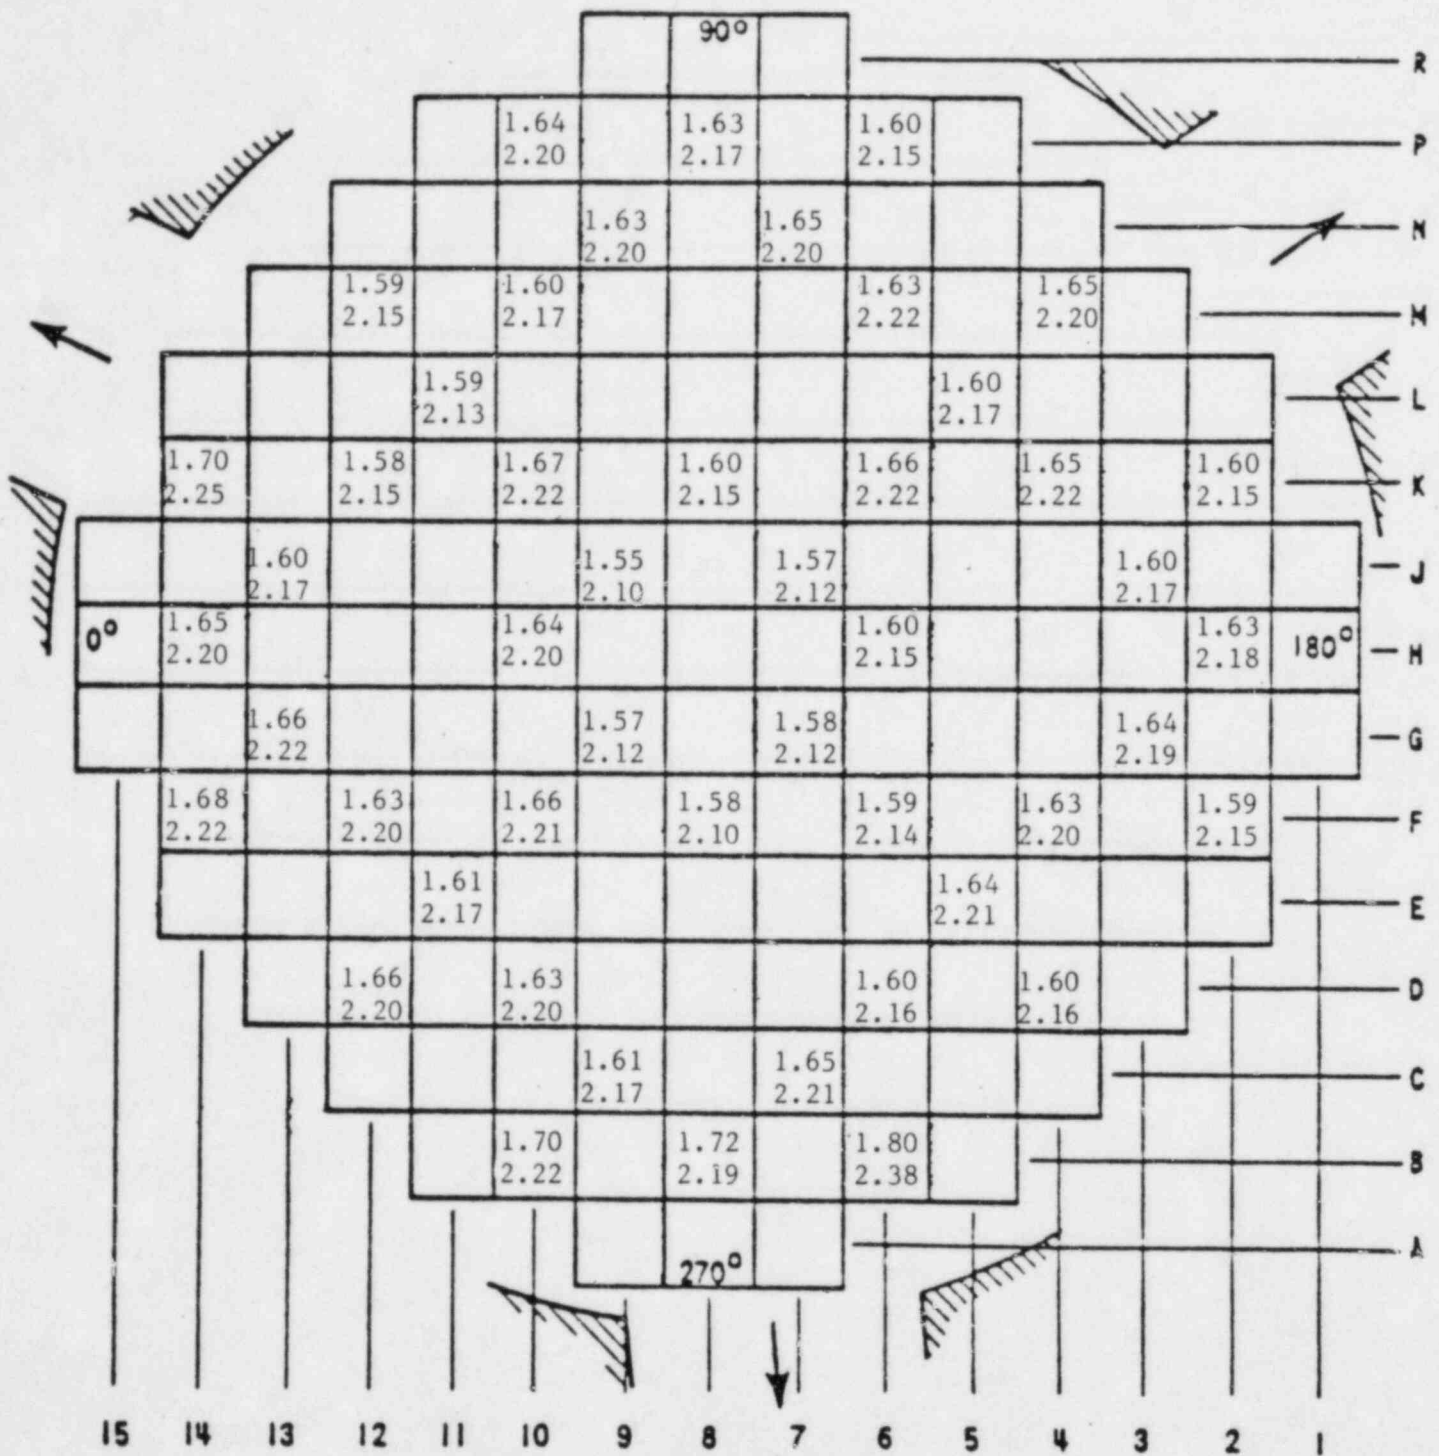 90° R
1.64 1.63 1.60 P
2.20 2.17 2.15
1.63 1.65 N
2.20 2.20
1.59 1.60 1.63 1.65 M
2.15 2.17 2.22 2.20
1.59 1.60 L
2.13 2.17
1.70 1.58 1.67 1.60 1.66 1.65 1.60 K
2.25 2.15 2.22 2.15 2.22 2.22 2.15
1.60 1.55 1.57 1.60 J
2.17 2.10 2.12 2.17
0° 1.65 1.64 1.60 1.63 180° H
2.20 2.20 2.15 2.18
1.66 1.57 1.58 1.64 G
2.22 2.12 2.12 2.19
1.68 1.63 1.66 1.58 1.59 1.63 1.59 F
2.22 2.20 2.21 2.10 2.14 2.20 2.15
1.61 1.64 E
2.17 2.21
1.66 1.63 1.60 1.60 D
2.20 2.20 2.16 2.16
1.61 1.65 C
2.17 2.21
1.70 1.72 1.80 B
2.22 2.19 2.38
270° A
15 14 13 12 11 10 9 8 7 6 5 4 3 2 1